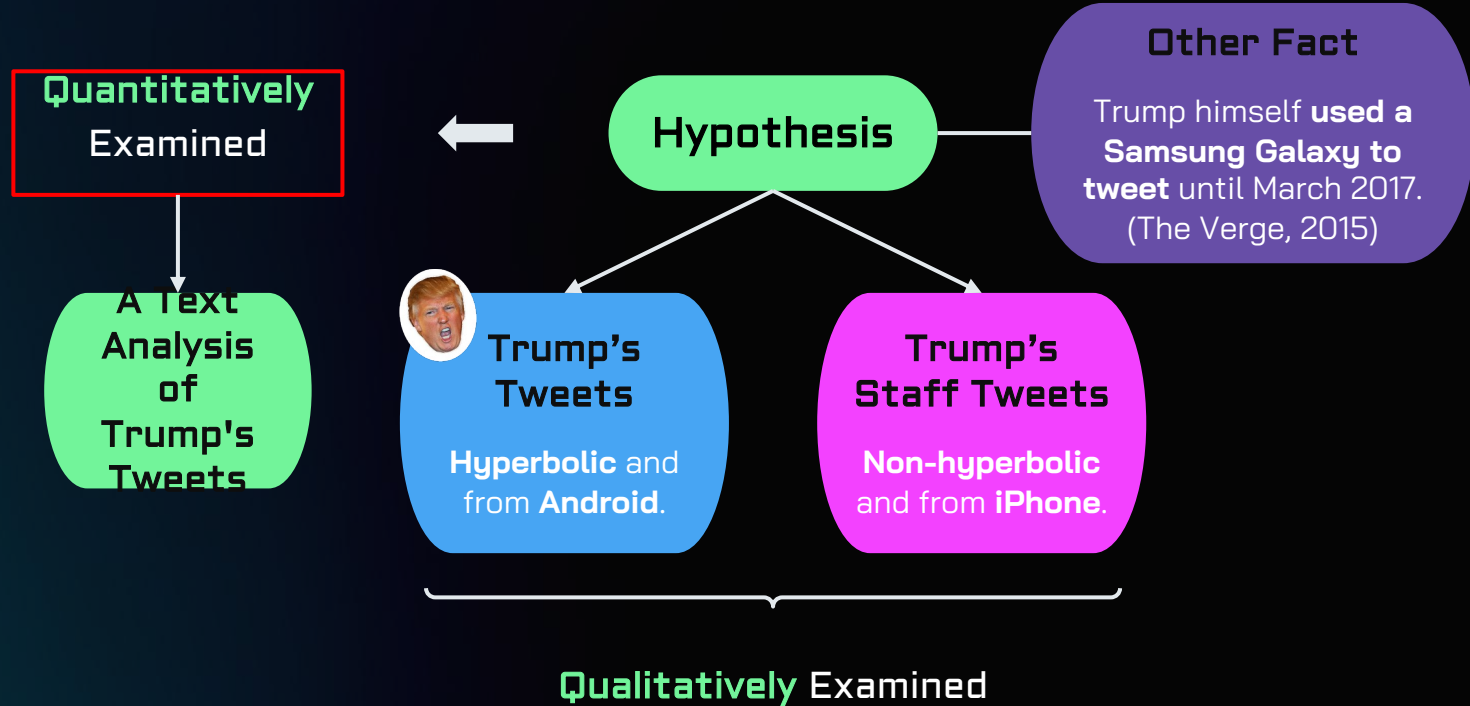 Quantitatively
Examined
Hypothesis
Other Fact
Trump himself used a
Samsung Galaxy to
tweet until March 2017.
(The Verge, 2015)
A Text
Analysis
of
Trump's
Tweets
Trump’s
Tweets
Hyperbolic and
from Android.
Trump’s
Staff Tweets
Non-hyperbolic
and from iPhone.
Qualitatively Examined